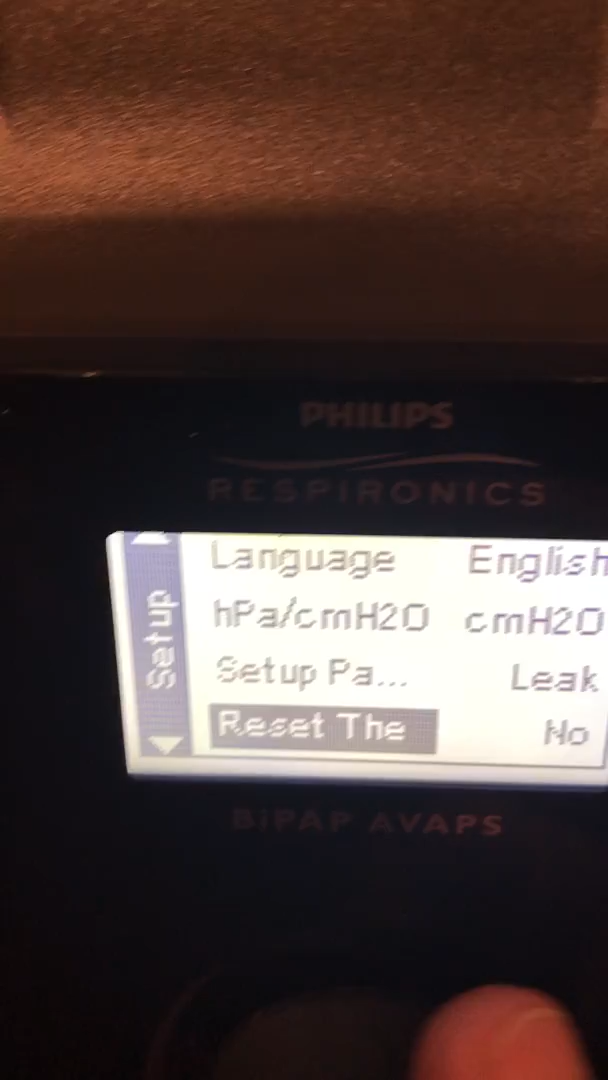 PHILIPS
RESPIRONICS
Setup
Language English
hPa/cmH2O cmH2O
Setup Pa... Leak
Reset The No
BiPAP AVAPS